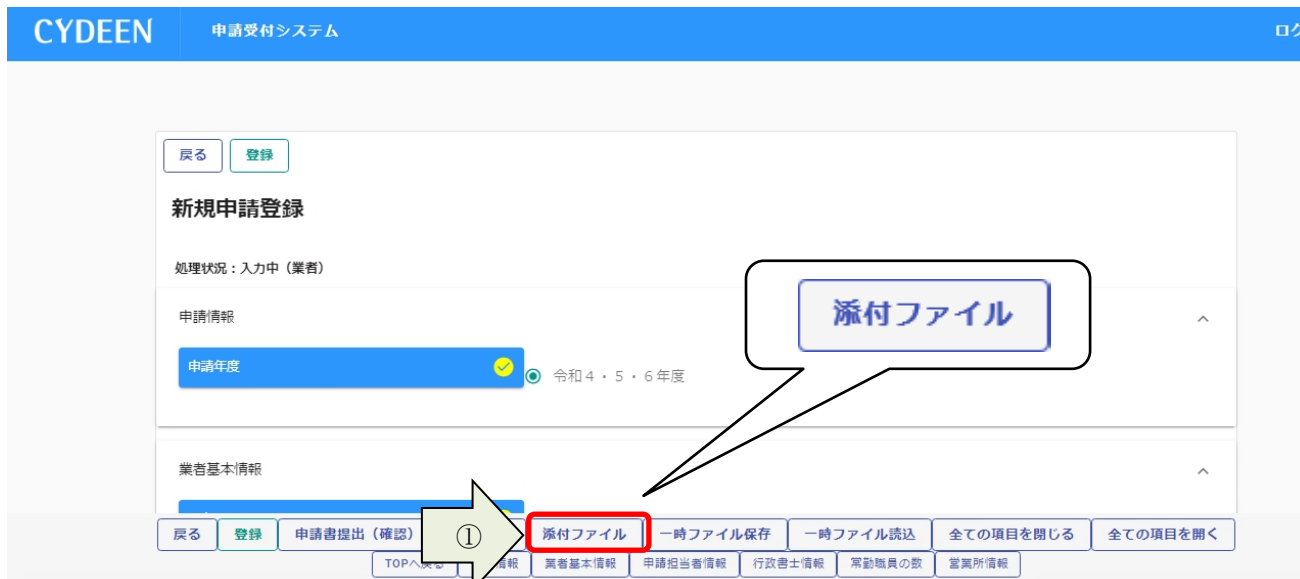 CYDEEN 申請受付システム
戻る 登録
新規申請登録
処理状況：入力中（業者）
申請情報
添付ファイル
申請年度
令和４・５・６年度
業者基本情報
戻る 登録 申請書提出（確認） ① 添付ファイル 一時ファイル保存 一時ファイル読込 全ての項目を閉じる 全ての項目を開く
業者基本情報 申請担当者情報 行政書士情報 常勤職員の数 営業所情報